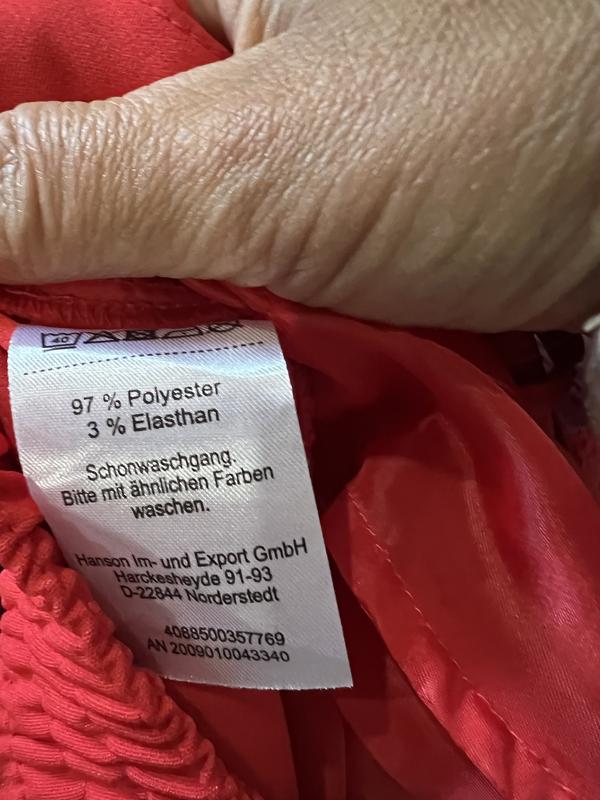 40
97 % Polyester
3 % Elasthan
Schonwaschgang.
Bitte mit ähnlichen Farben
waschen.
Hanson Im- und Export GmbH
Harckesheyde 91-93
D-22844 Norderstedt
4088500357769
AN 2009010043340